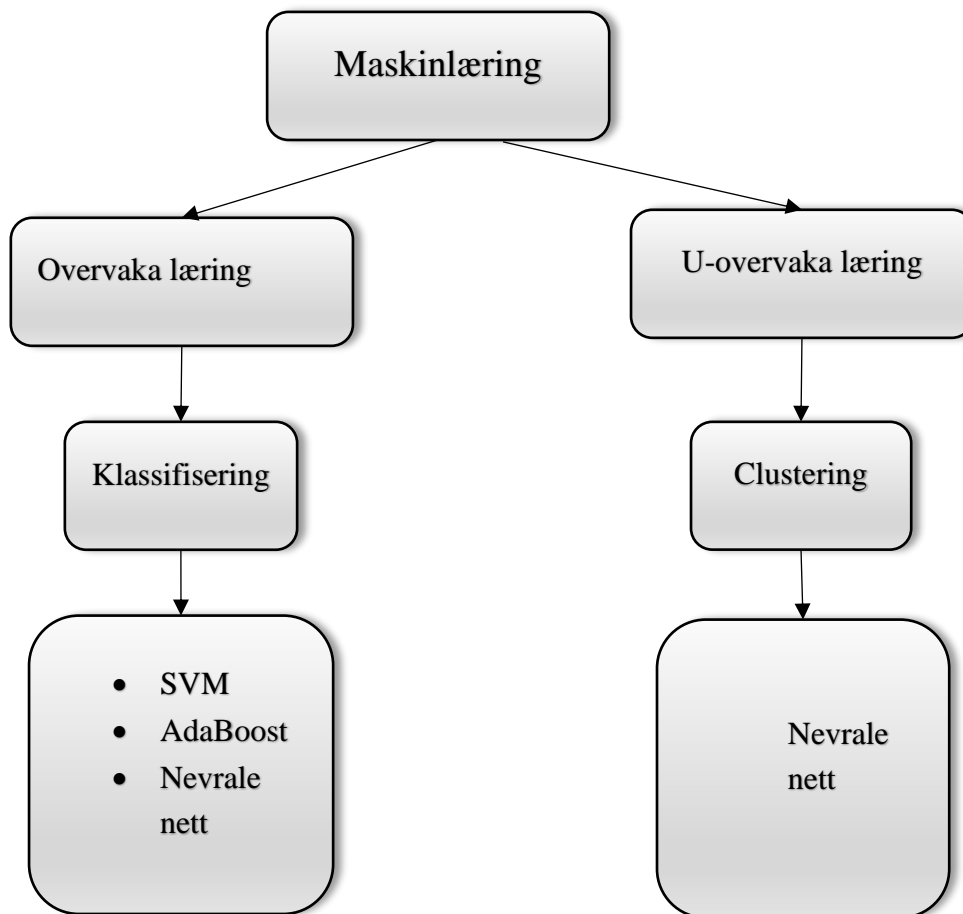 Maskinlæring
Overvaka læring
U-overvaka læring
Klassifisering
Clustering
• SVM
• AdaBoost
• Nevrale
nett
Nevrale
nett